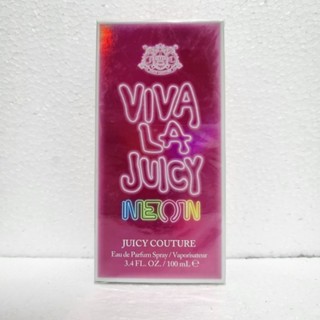 VIVA
LA
JUICY
NEON
JUICY COUTURE
Eau de Parfum Spray / Vaporisateur
3.4 FL. OZ. / 100 mL ℮